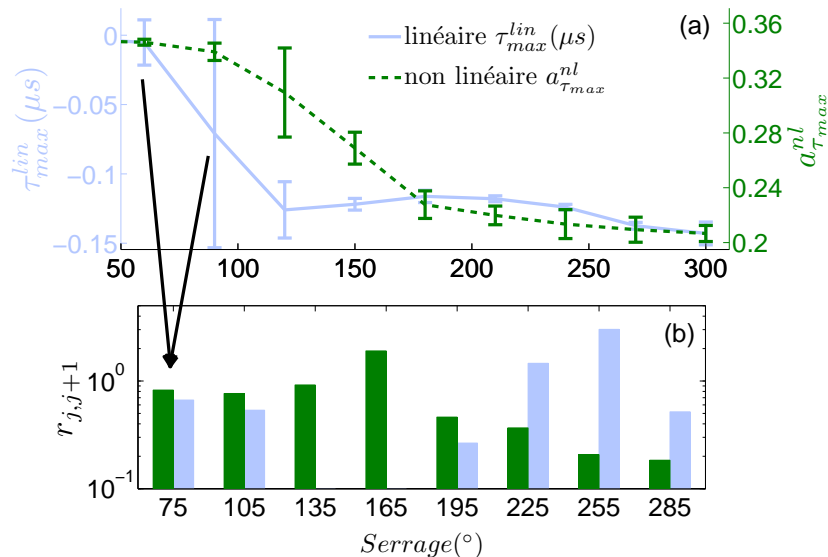 (a)
linéaire τ_max^lin(μs)
non linéaire a_τmax^nl
τ_max^lin(μs)
0
−0.05
−0.1
−0.15
0.36
0.32
0.28
0.24
0.2
a_τmax^nl
50 100 150 200 250 300
(b)
r_j,j+1
10^0
10^−1
75 105 135 165 195 225 255 285
Serrage(°)